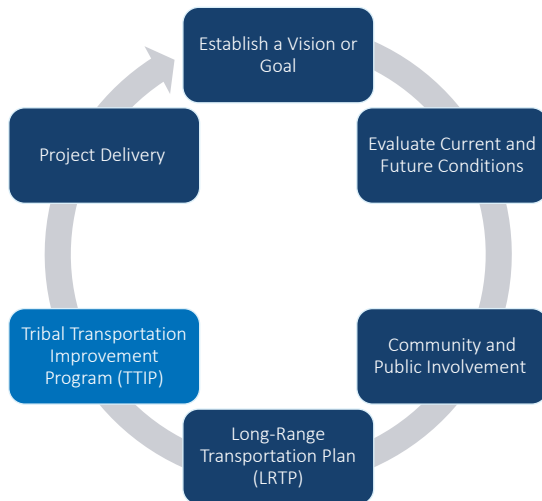 Establish a Vision or
Goal
Evaluate Current and
Future Conditions
Community and
Public Involvement
Long-Range
Transportation Plan
(LRTP)
Tribal Transportation
Improvement
Program (TTIP)
Project Delivery